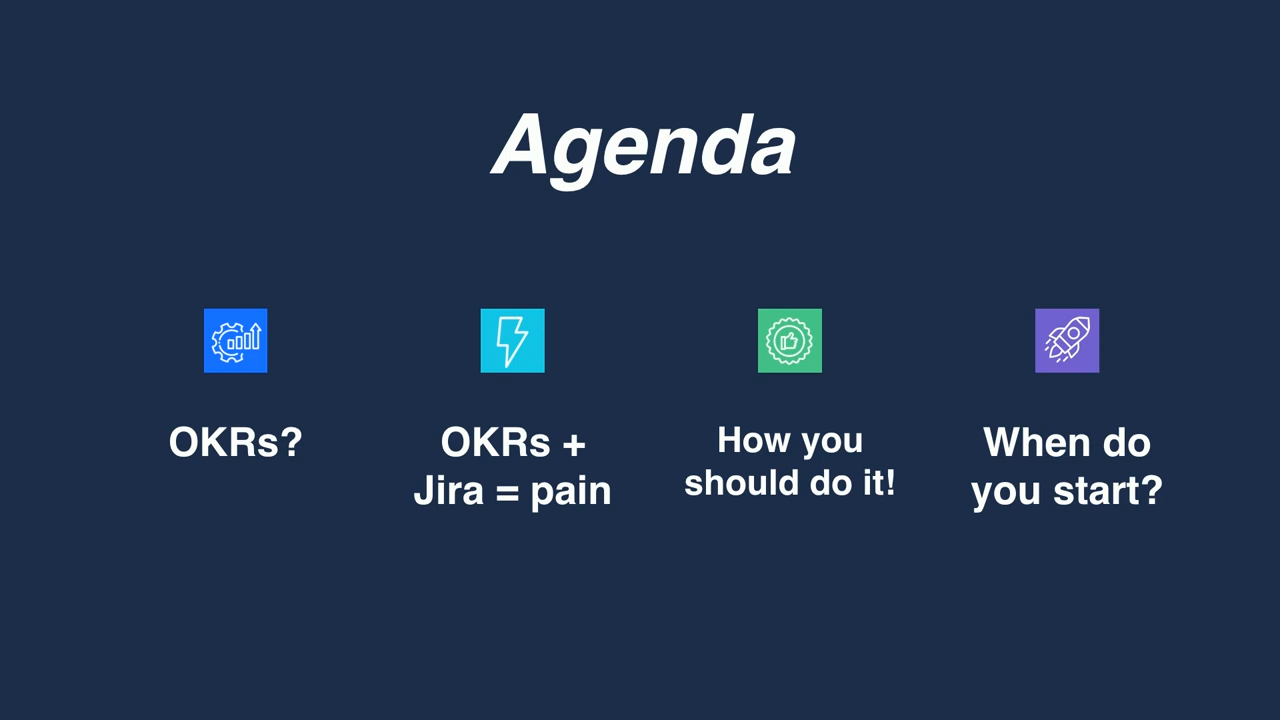 Agenda
OKRs?
OKRs +
Jira = pain
How you
should do it!
When do
you start?